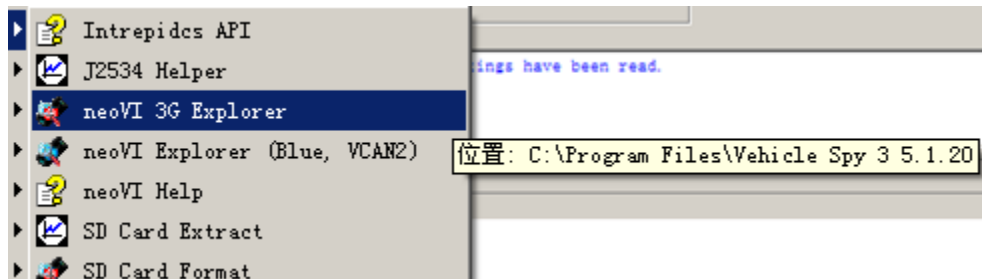 Intrepidcs API
J2534 Helper
ings have been read.
neoVI 3G Explorer
neoVI Explorer (Blue, VCAN2)
位置: C:\Program Files\Vehicle Spy 3 5.1.20
neoVI Help
SD Card Extract
SD Card Format